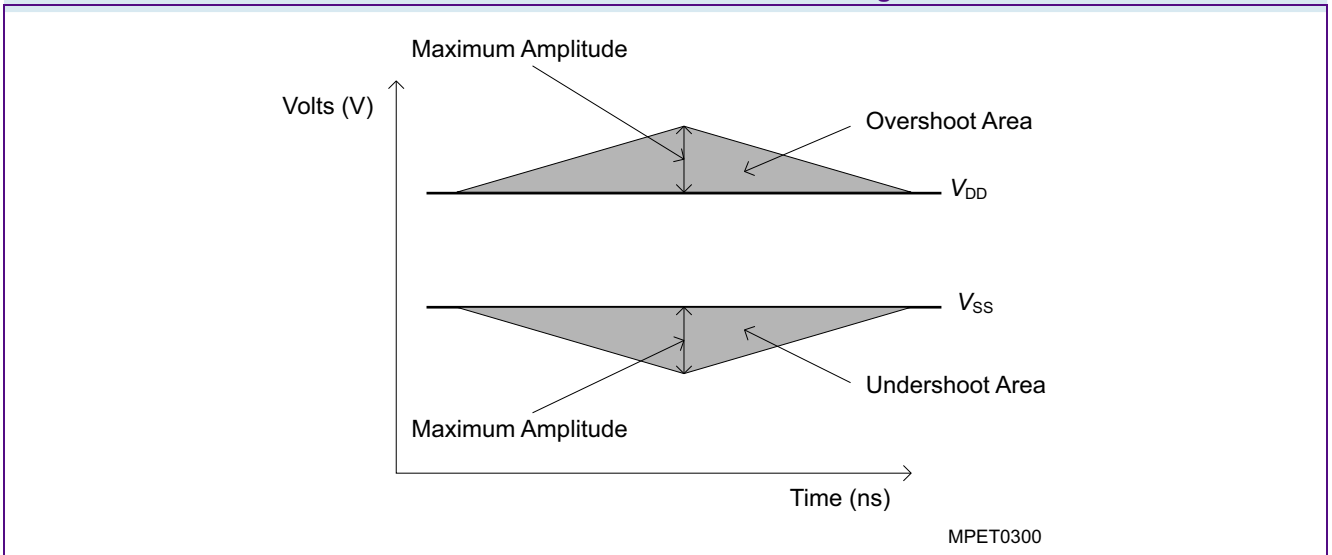 Maximum Amplitude
Volts (V)
Overshoot Area
VDD
VSS
Undershoot Area
Maximum Amplitude
Time (ns)
MPET0300